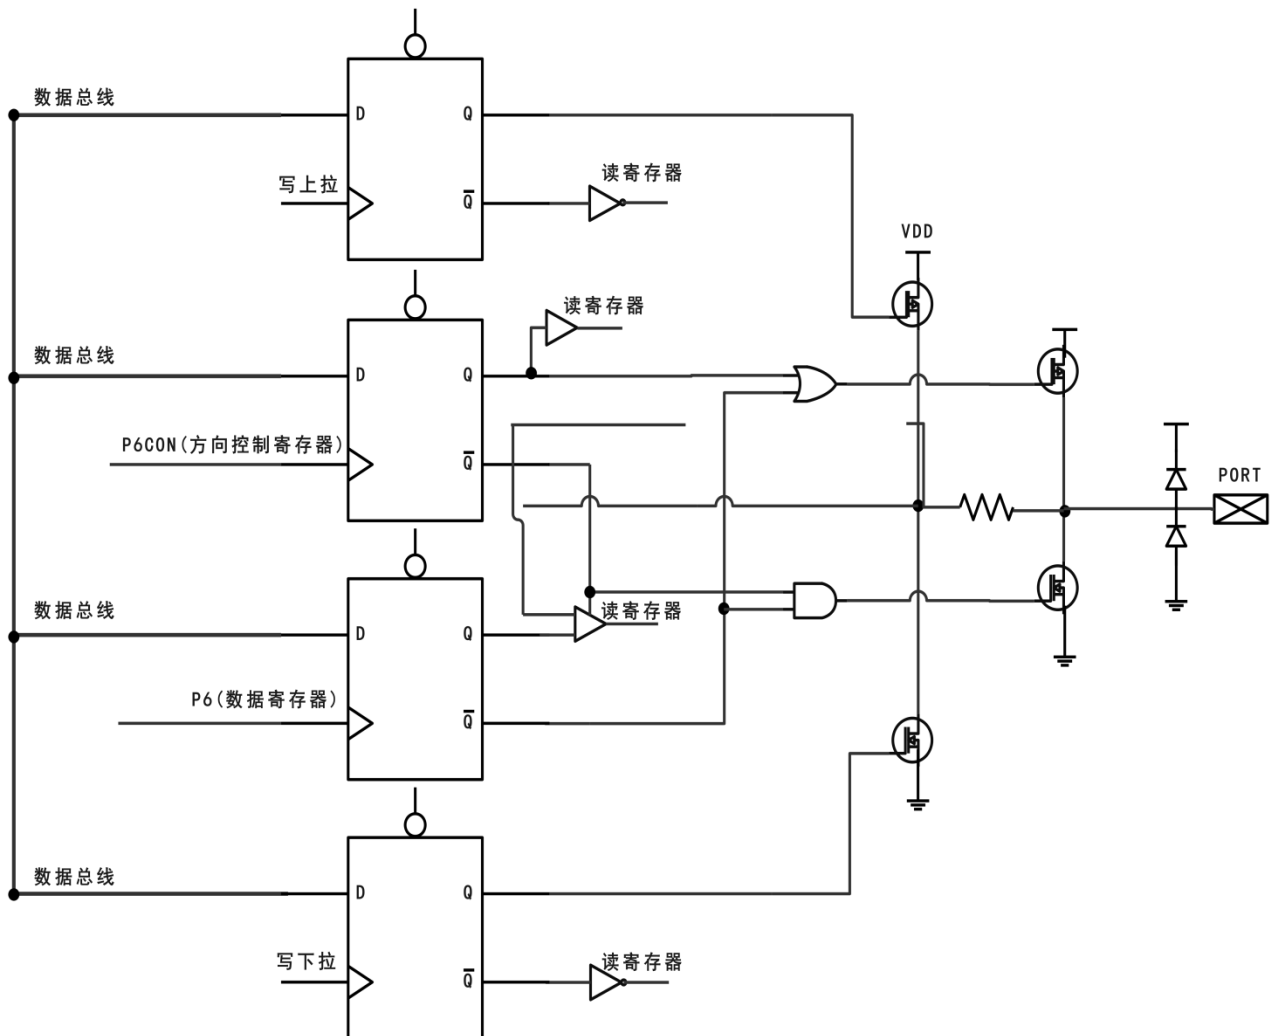 数据总线
D
Q
写上拉
Q
读寄存器
VDD
读寄存器
数据总线
D
Q
P6CON(方向控制寄存器)
Q
PORT
数据总线
D
Q
读寄存器
P6(数据寄存器)
Q
数据总线
D
Q
写下拉
Q
读寄存器